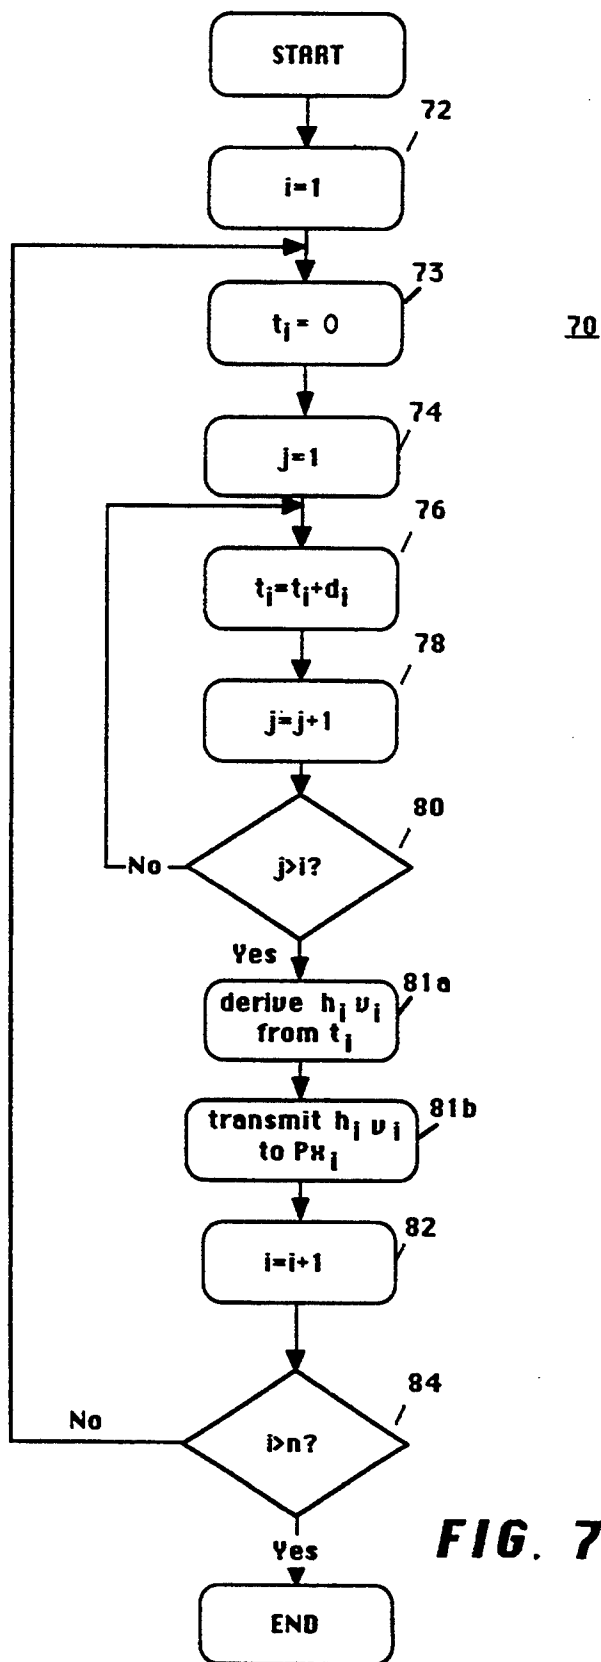 START
72
i=1
73
t_i = 0
70
74
j=1
76
t_i=t_i+d_i
78
j=j+1
80
j>i?
No
Yes
81a
derive h_i v_i
from t_i
81b
transmit h_i v_i
to Px_i
82
i=i+1
84
i>n?
No
Yes
FIG. 7
END